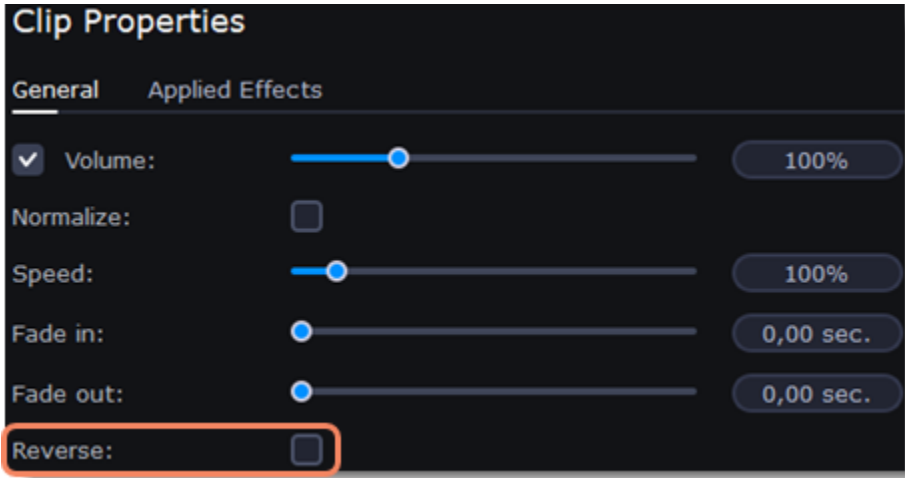 Clip Properties
General Applied Effects
Volume: 100%
Normalize:
Speed: 100%
Fade in: 0,00 sec.
Fade out: 0,00 sec.
Reverse: